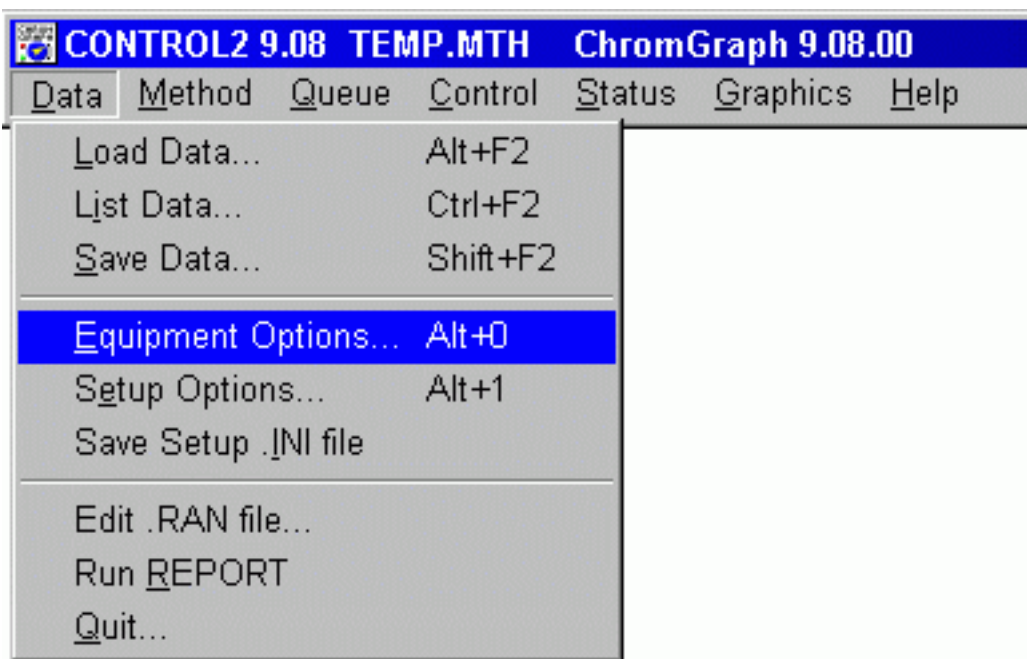 CONTROL2 9.08 TEMP.MTH ChromGraph 9.08.00
Data Method Queue Control Status Graphics Help
Load Data... Alt+F2
List Data... Ctrl+F2
Save Data... Shift+F2
Equipment Options... Alt+0
Setup Options... Alt+1
Save Setup .INI file
Edit .RAN file...
Run REPORT
Quit...